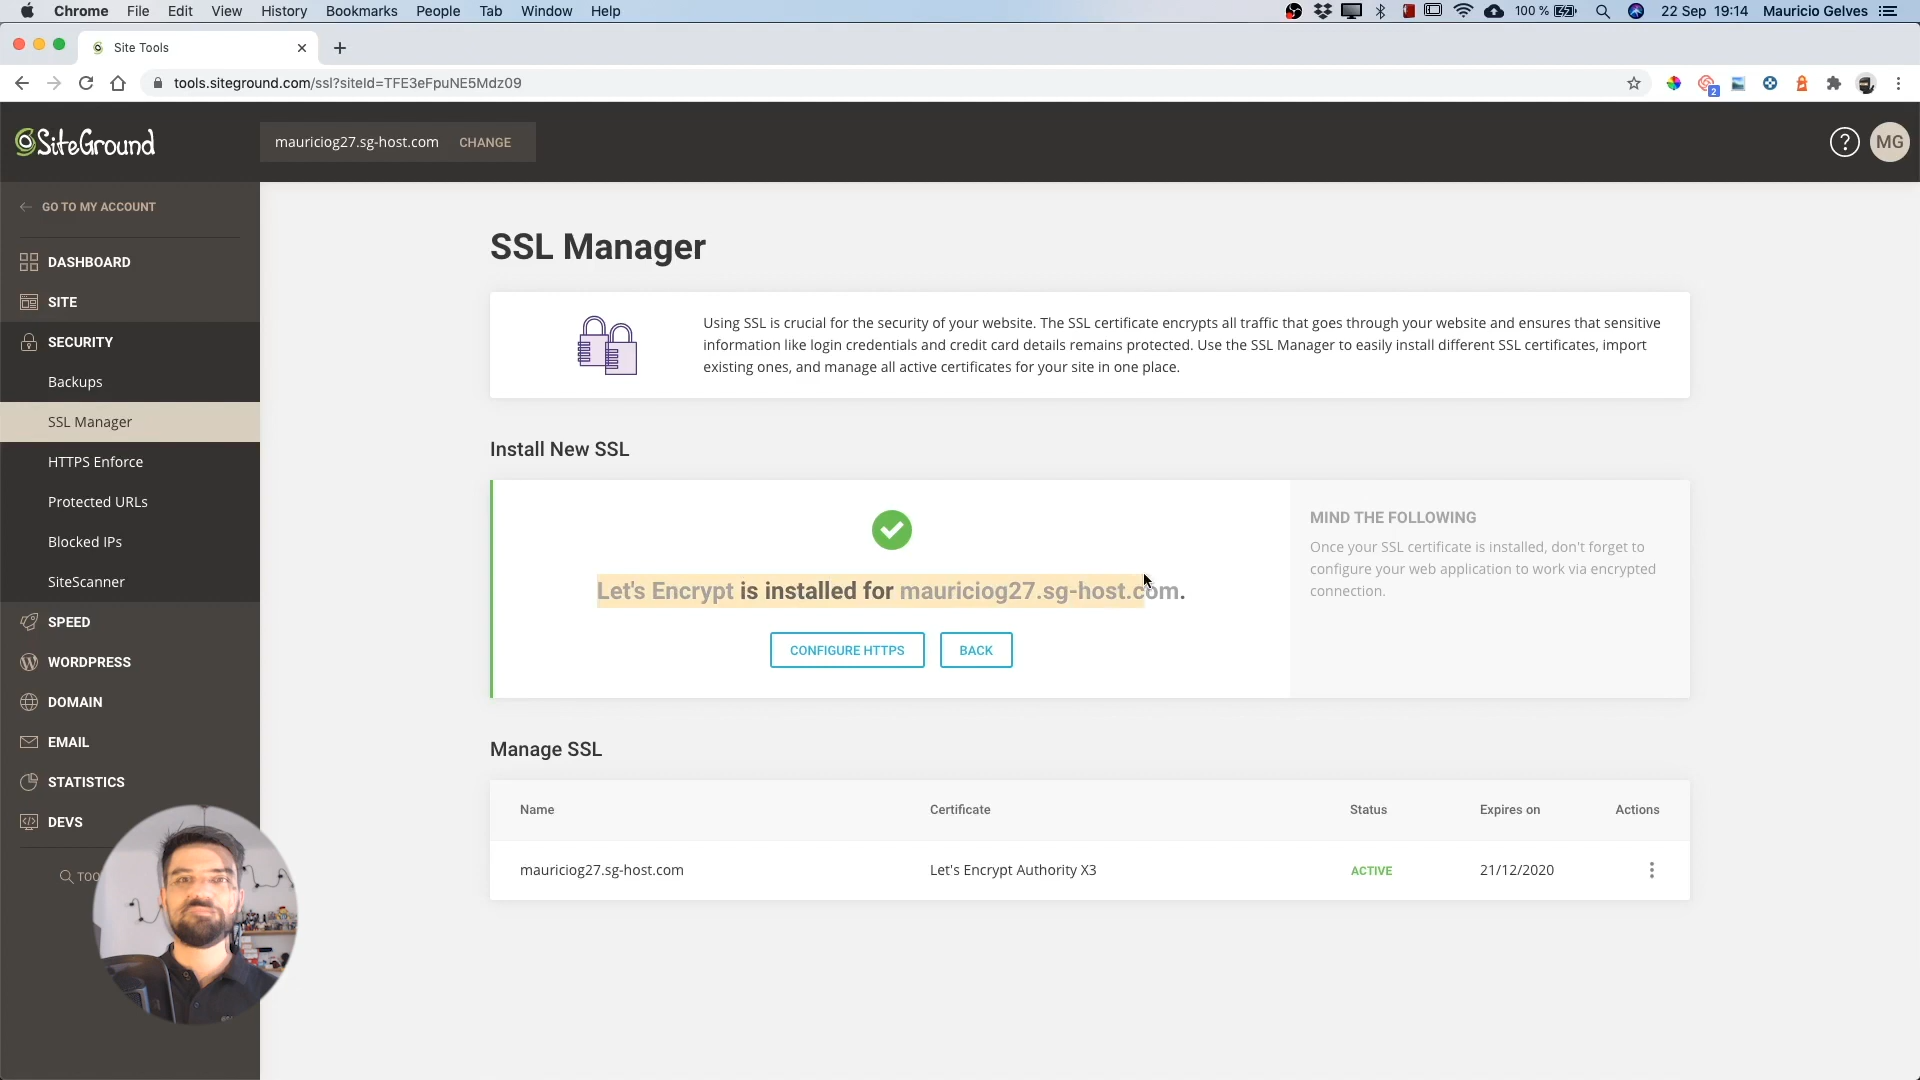 Chrome File Edit View History Bookmarks People Tab Window Help
100 % 22 Sep 19:14 Mauricio Gelves
Site Tools
tools.siteground.com/ssl?siteId=TFE3eFpuNE5Mdz09
2
SiteGround
mauriciog27.sg-host.com CHANGE
? MG
GO TO MY ACCOUNT
DASHBOARD
SITE
SECURITY
Backups
SSL Manager
HTTPS Enforce
Protected URLs
Blocked IPs
SiteScanner
SPEED
WORDPRESS
DOMAIN
EMAIL
STATISTICS
DEVS
SSL Manager
Using SSL is crucial for the security of your website. The SSL certificate encrypts all traffic that goes through your website and ensures that sensitive
information like login credentials and credit card details remains protected. Use the SSL Manager to easily install different SSL certificates, import
existing ones, and manage all active certificates for your site in one place.
Install New SSL
Let's Encrypt is installed for mauriciog27.sg-host.com.
CONFIGURE HTTPS BACK
MIND THE FOLLOWING
Once your SSL certificate is installed, don't forget to
configure your web application to work via encrypted
connection.
Manage SSL
Name Certificate Status Expires on Actions
mauriciog27.sg-host.com Let's Encrypt Authority X3 ACTIVE 21/12/2020